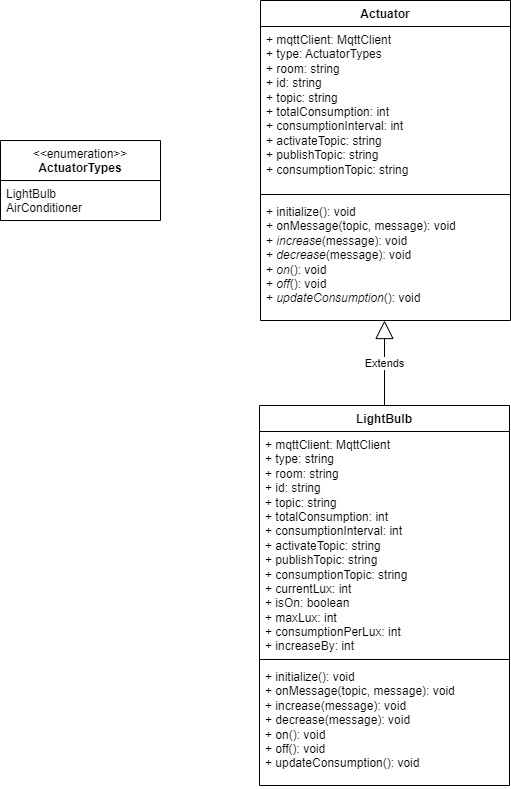 Actuator
+ mqttClient: MqttClient
+ type: ActuatorTypes
+ room: string
+ id: string
+ topic: string
+ totalConsumption: int
+ consumptionInterval: int
+ activateTopic: string
+ publishTopic: string
+ consumptionTopic: string
+ initialize(): void
+ onMessage(topic, message): void
+ increase(message): void
+ decrease(message): void
+ on(): void
+ off(): void
+ updateConsumption(): void
<<enumeration>>
ActuatorTypes
LightBulb
AirConditioner
Extends
LightBulb
+ mqttClient: MqttClient
+ type: string
+ room: string
+ id: string
+ topic: string
+ totalConsumption: int
+ consumptionInterval: int
+ activateTopic: string
+ publishTopic: string
+ consumptionTopic: string
+ currentLux: int
+ isOn: boolean
+ maxLux: int
+ consumptionPerLux: int
+ increaseBy: int
+ initialize(): void
+ onMessage(topic, message): void
+ increase(message): void
+ decrease(message): void
+ on(): void
+ off(): void
+ updateConsumption(): void